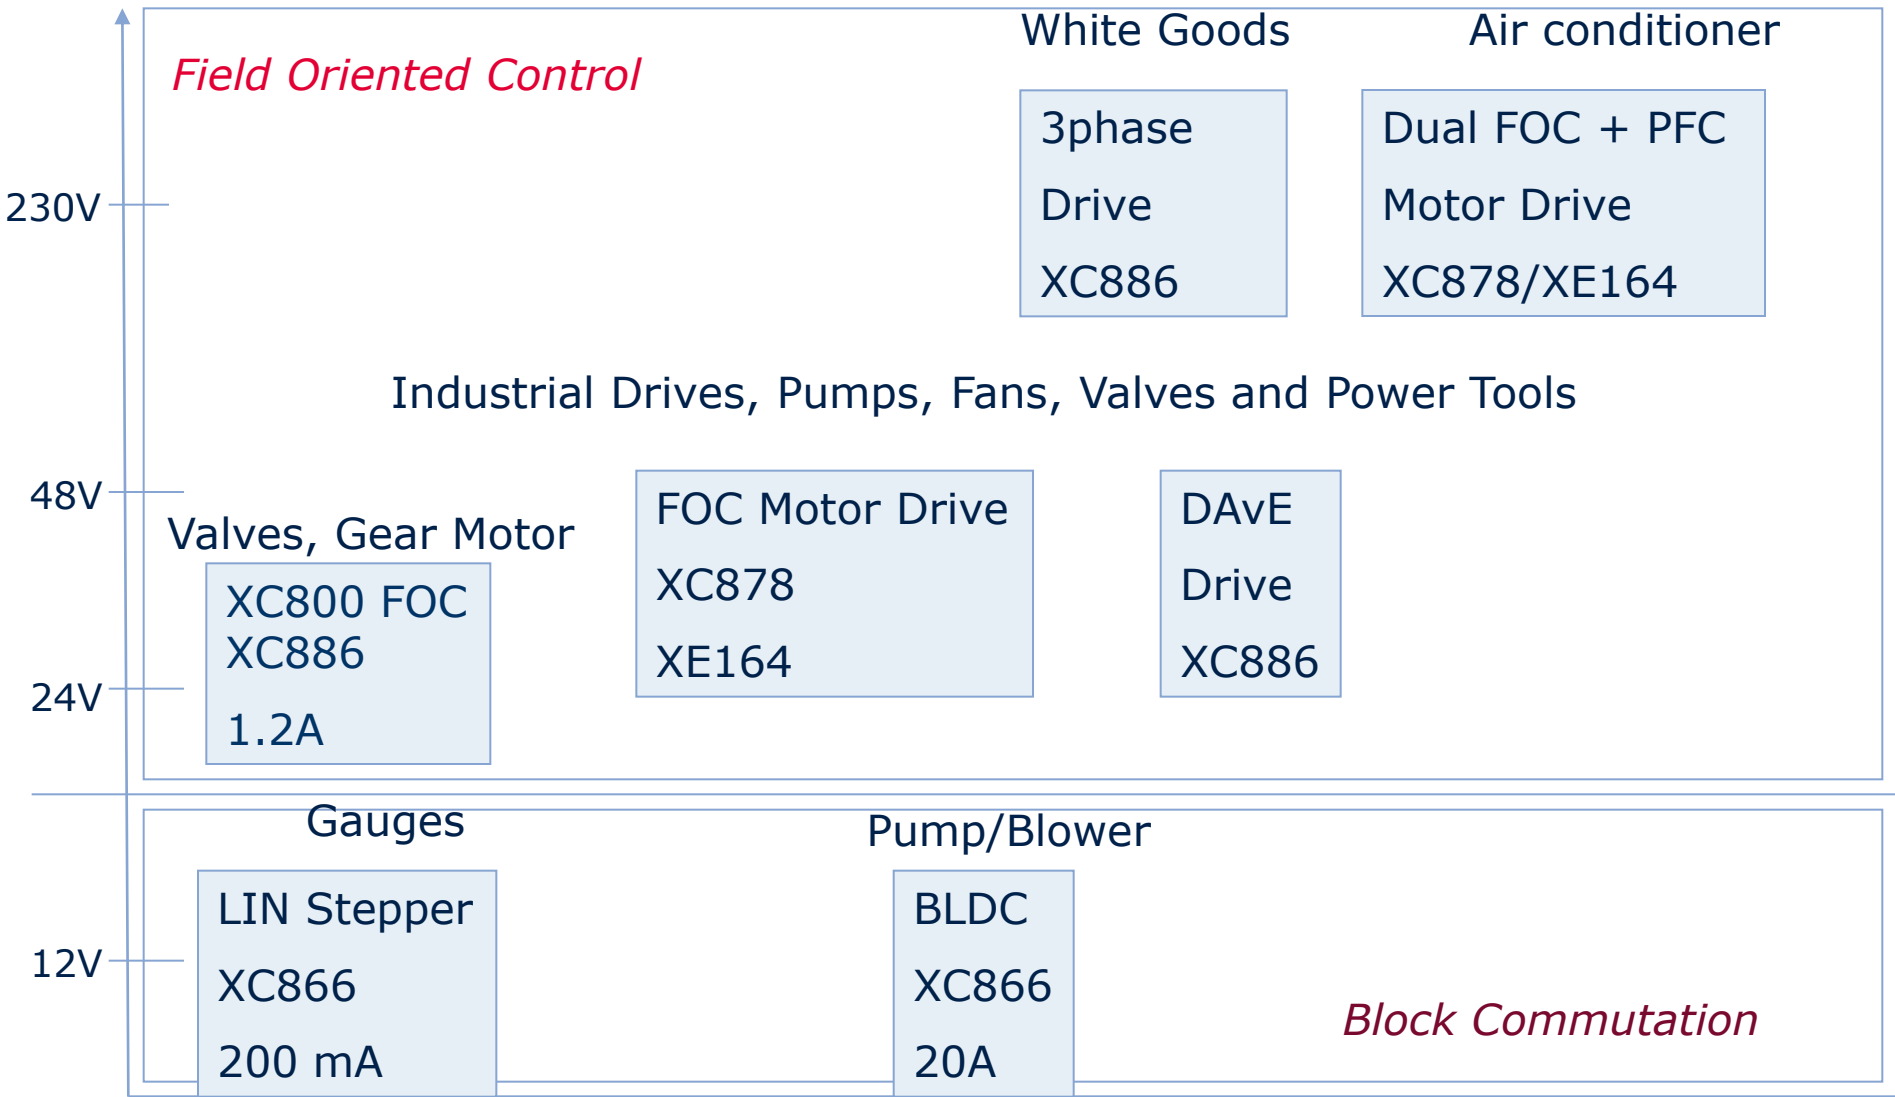 White Goods
Air conditioner
Field Oriented Control
3phase
Drive
XC886
Dual FOC + PFC
Motor Drive
XC878/XE164
230V
Industrial Drives, Pumps, Fans, Valves and Power Tools
48V
Valves, Gear Motor
XC800 FOC
XC886
1.2A
FOC Motor Drive
XC878
XE164
DAvE
Drive
XC886
24V
Gauges
Pump/Blower
LIN Stepper
XC866
200 mA
BLDC
XC866
20A
12V
Block Commutation